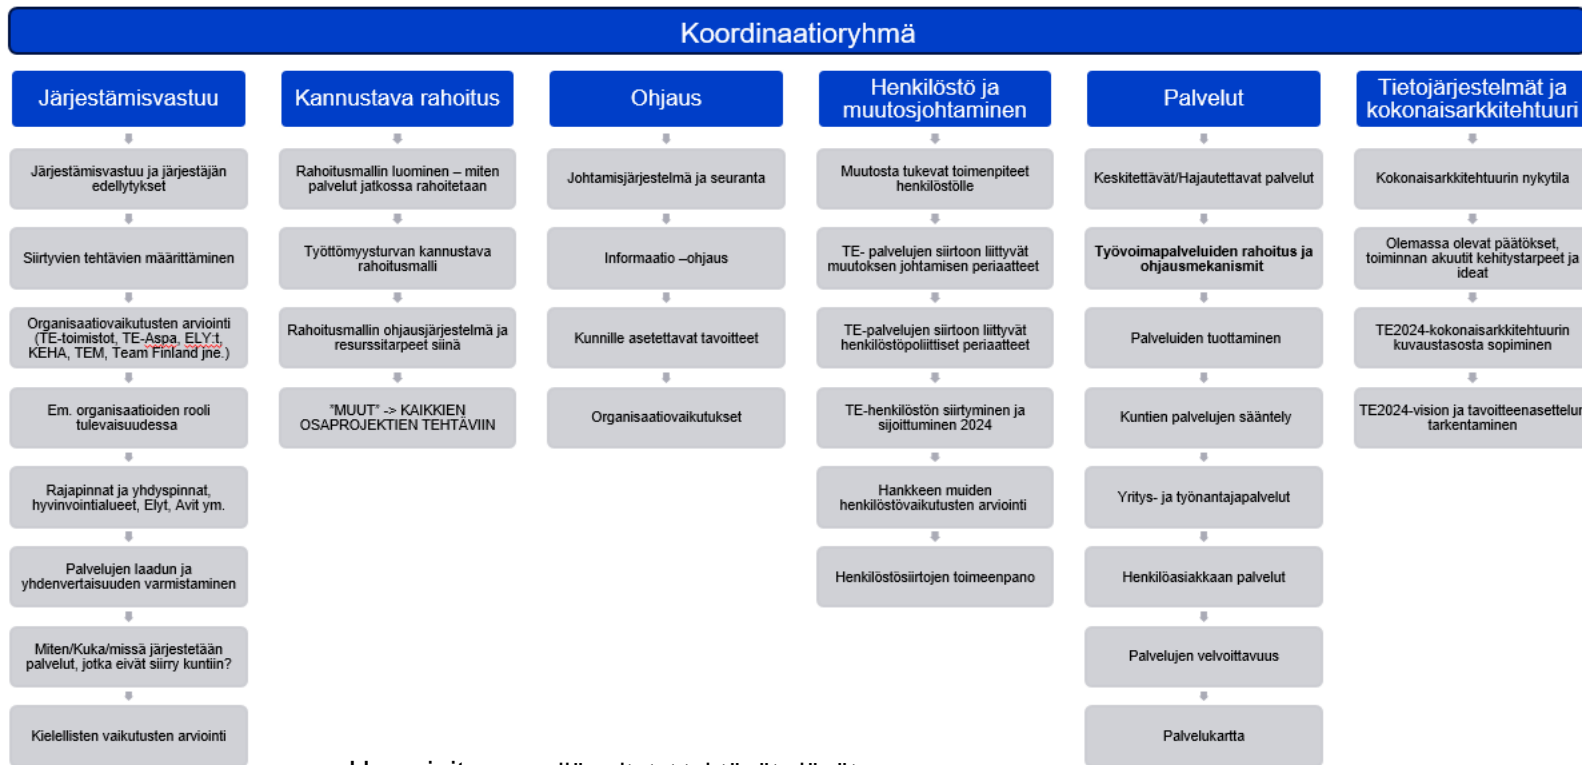 Koordinaatioryhmä
Järjestämisvastuu
Järjestämisvastuu ja järjestäjän
edellytykset
Siirtyvien tehtävien määrittäminen
Organisaatiovaikutusten arviointi
(TE-toimistot, TE-Aspa, ELY:t,
KEHA, TEM, Team Finland jne.)
Em. organisaatioiden rooli
tulevaisuudessa
Rajapinnat ja yhdyspinnat,
hyvinvointialueet, Elyt, Avit ym.
Palvelujen laadun ja
yhdenvertaisuuden varmistaminen
Miten/Kuka/missä järjestetään
palvelut, jotka eivät siirry kuntiin?
Kielellisten vaikutusten arviointi
Kannustava rahoitus
Rahoitusmallin luominen – miten
palvelut jatkossa rahoitetaan
Työttömyysturvan kannustava
rahoitusmalli
Rahoitusmallin ohjausjärjestelmä ja
resurssitarpeet siinä
"MUUT" -> KAIKKIEN
OSAPROJEKTIEN TEHTÄVIIN
Ohjaus
Johtamisjärjestelmä ja seuranta
Informaatio –ohjaus
Kunnille asetettavat tavoitteet
Organisaatiovaikutukset
Henkilöstö ja
muutosjohtaminen
Muutosta tukevat toimenpiteet
henkilöstölle
TE- palvelujen siirtoon liittyvät
muutoksen johtamisen periaatteet
TE-palvelujen siirtoon liittyvät
henkilöstöpoliittiset periaatteet
TE-henkilöstön siirtyminen ja
sijoittuminen 2024
Hankkeen muiden
henkilöstövaikutusten arviointi
Henkilöstösiirtojen toimeenpano
Palvelut
Keskitettävät/Hajautettavat palvelut
Työvoimapalveluiden rahoitus ja
ohjausmekanismit
Palveluiden tuottaminen
Kuntien palvelujen sääntely
Yritys- ja työnantajapalvelut
Henkilöasiakkaan palvelut
Palvelujen velvoittavuus
Palvelukartta
Tietojärjestelmät ja
kokonaisarkkitehtuuri
Kokonaisarkkitehtuurin nykytila
Olemassa olevat päätökset,
toiminnan akuutit kehitystarpeet ja
ideat
TE2024-kokonaisarkkitehtuurin
kuvaustasosta sopiminen
TE2024-vision ja tavoitteenasettelun
tarkentaminen